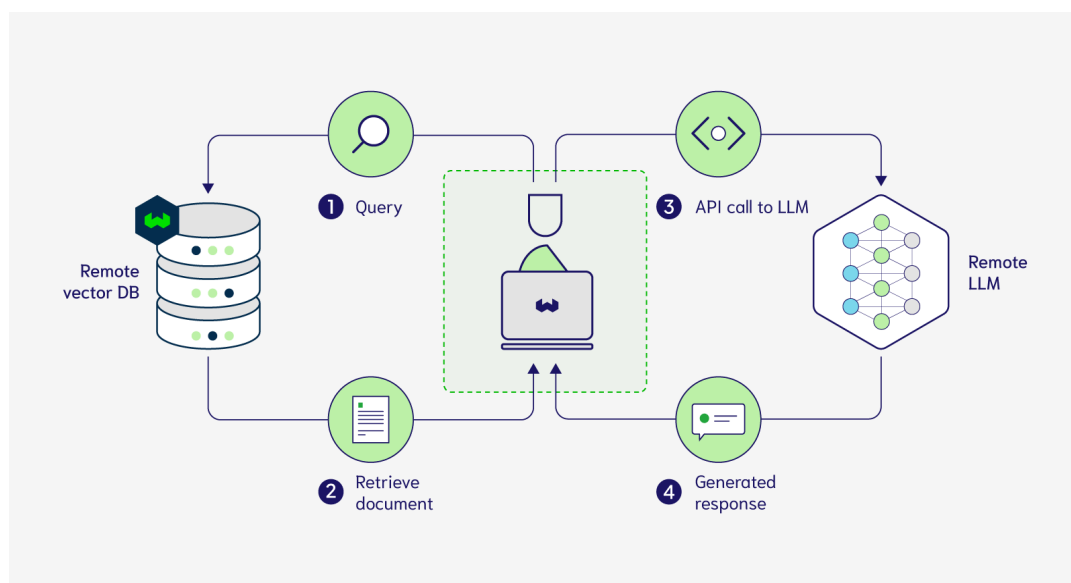 1 Query
3 API call to LLM
Remote
vector DB
Remote
LLM
2 Retrieve
document
4 Generated
response